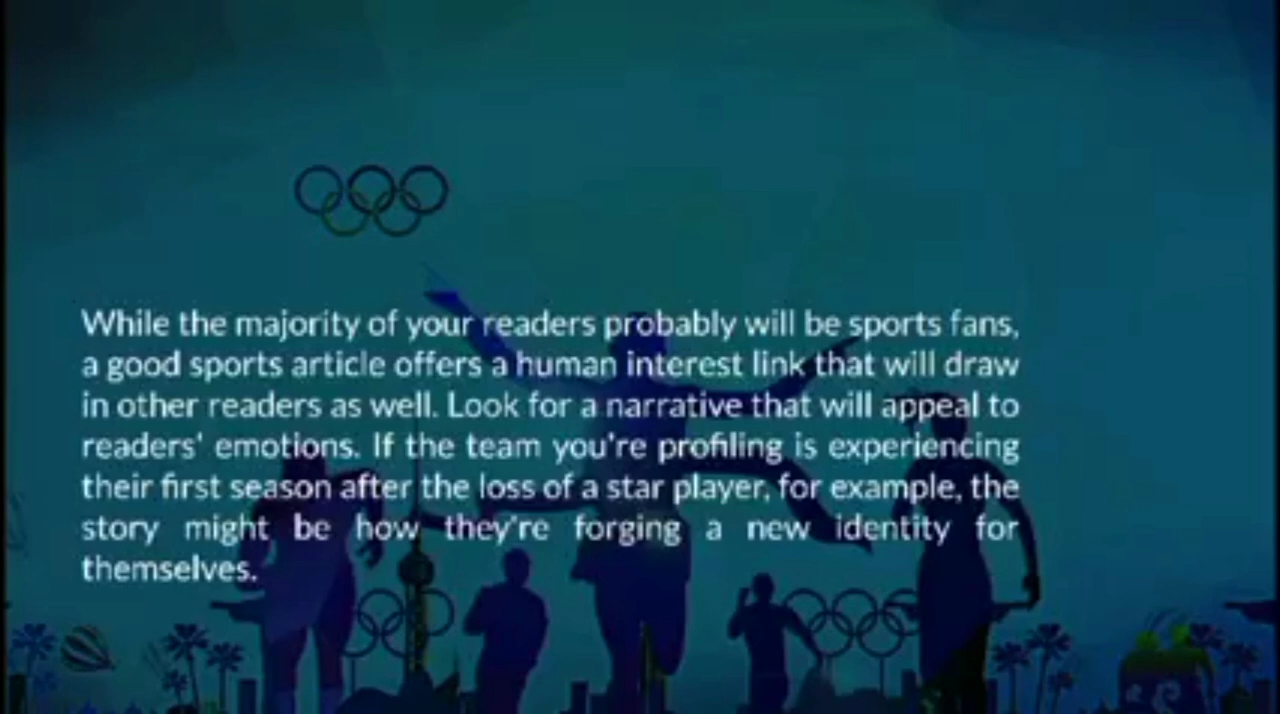 While the majority of your readers probably will be sports fans,
a good sports article offers a human interest link that will draw
in other readers as well. Look for a narrative that will appeal to
readers' emotions. If the team you're profiling is experiencing
their first season after the loss of a star player, for example, the
story might be how they're forging a new identity for
themselves.